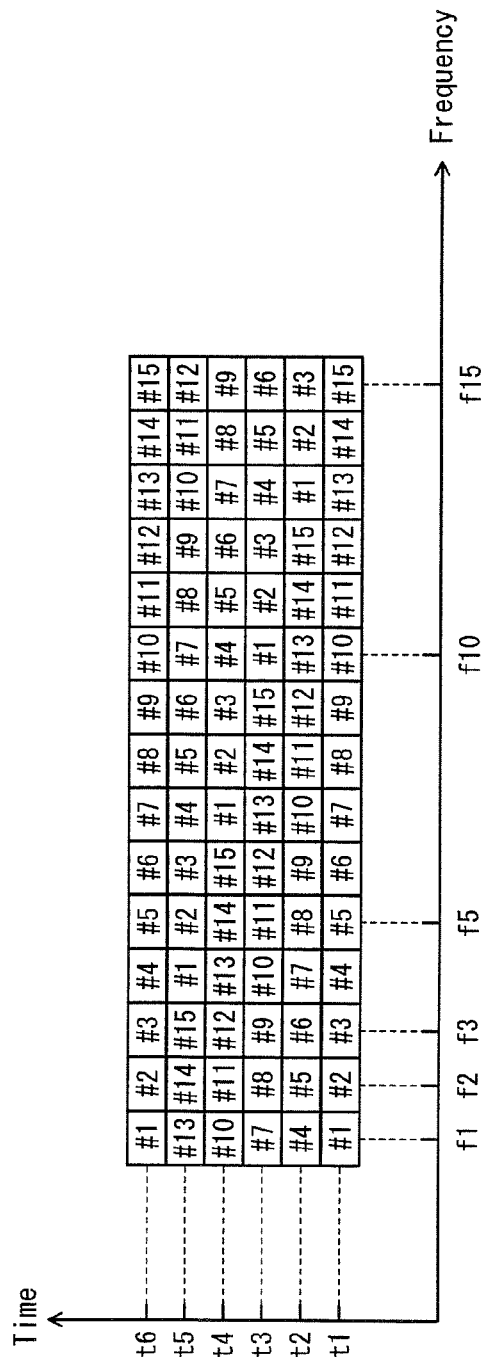 Time
t6 #1 #2 #3 #4 #5 #6 #7 #8 #9 #10 #11 #12 #13 #14 #15
t5 #13 #14 #15 #1 #2 #3 #4 #5 #6 #7 #8 #9 #10 #11 #12
t4 #10 #11 #12 #13 #14 #15 #1 #2 #3 #4 #5 #6 #7 #8 #9
t3 #7 #8 #9 #10 #11 #12 #13 #14 #15 #1 #2 #3 #4 #5 #6
t2 #4 #5 #6 #7 #8 #9 #10 #11 #12 #13 #14 #15 #1 #2 #3
t1 #1 #2 #3 #4 #5 #6 #7 #8 #9 #10 #11 #12 #13 #14 #15
Frequency
f1 f2 f3 f5 f10 f15